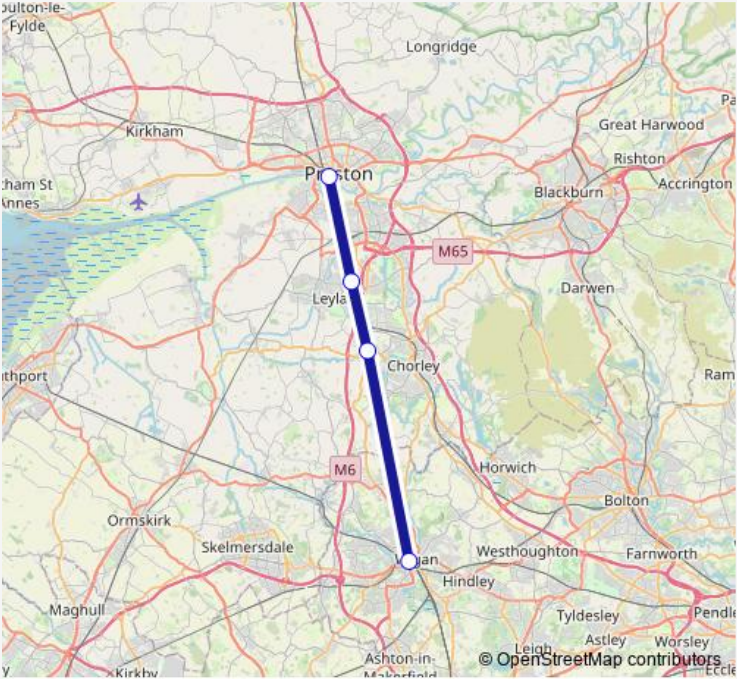 oulton-le-
Fylde
Longridge
Kirkham
Great Harwood
Rishton
Preston
Accrington
Blackburn
tham St
Annes
M65
Leyla
Darwen
Chorley
thport
Ram
M6
Horwich
Bolton
Ormskirk
Skelmersdale
Wigan
Westhoughton
Farnworth
Hindley
Maghull
Tyldesley
Pendle
Astley
Worsley
Leigh
Ashton-in-
Makerfield
Kirkby
Eccle
© OpenStreetMap contributors